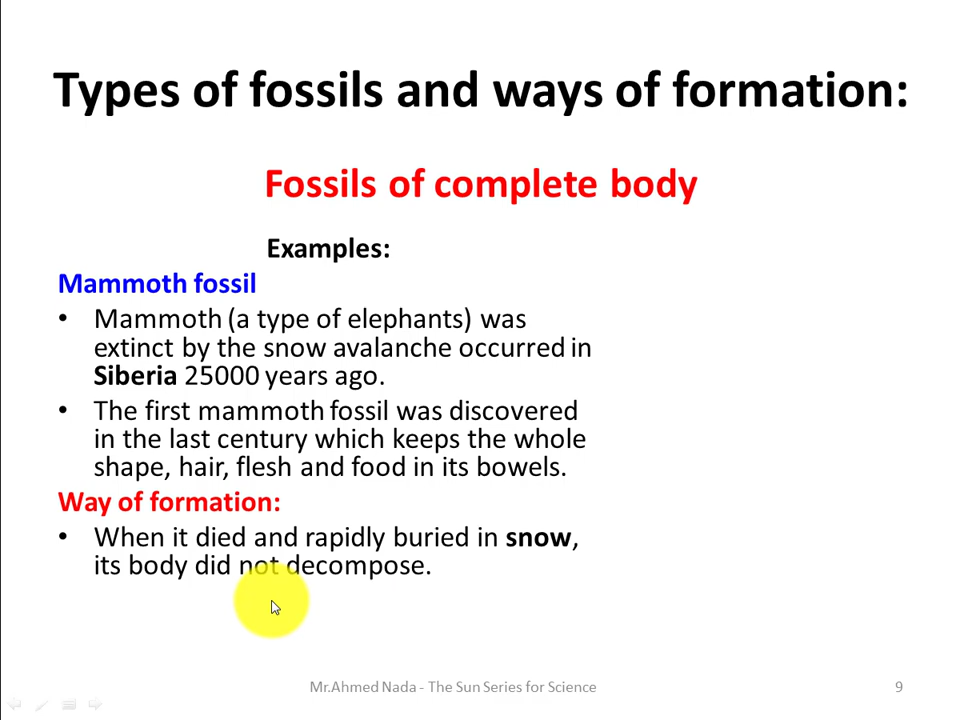 Types of fossils and ways of formation:
Fossils of complete body
Examples:
Mammoth fossil
• Mammoth (a type of elephants) was
extinct by the snow avalanche occurred in
Siberia 25000 years ago.
• The first mammoth fossil was discovered
in the last century which keeps the whole
shape, hair, flesh and food in its bowels.
Way of formation:
• When it died and rapidly buried in snow,
its body did not decompose.
Mr.Ahmed Nada - The Sun Series for Science
9